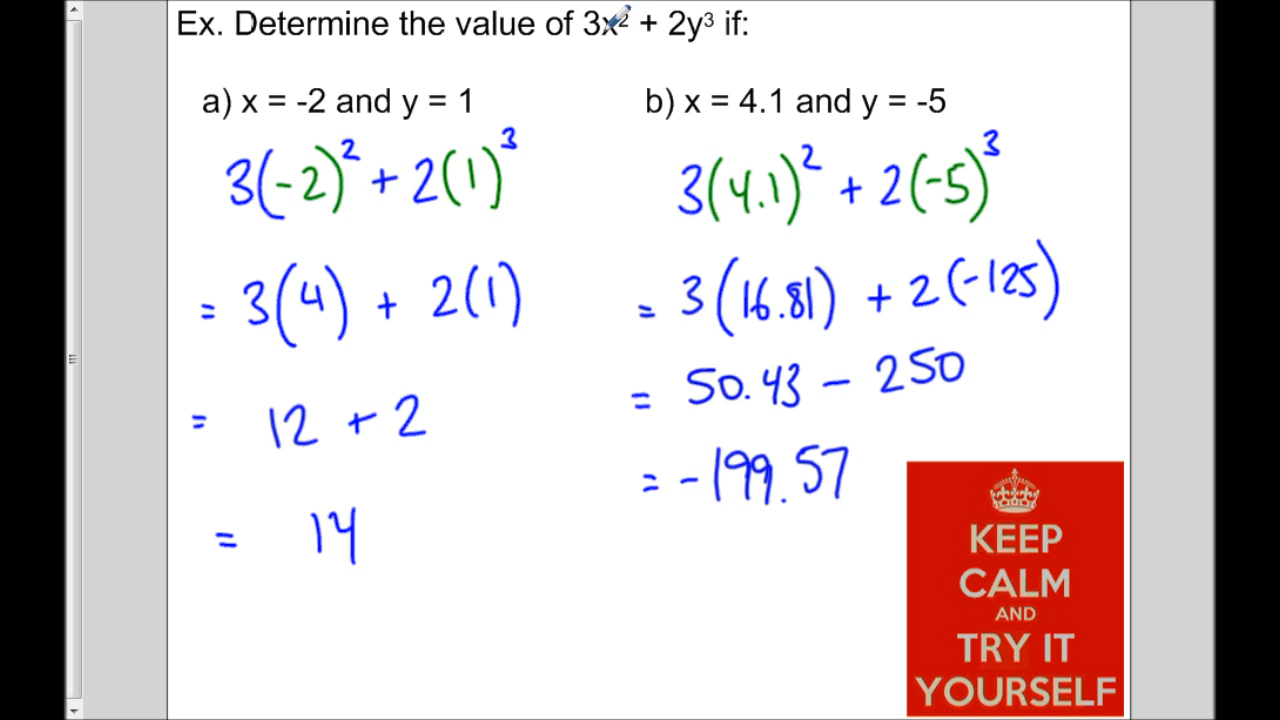 Ex. Determine the value of 3x² + 2y³ if:
a) x = -2 and y = 1
3(-2)² + 2(1)³
= 3(4) + 2(1)
= 12 + 2
= 14
b) x = 4.1 and y = -5
3(4.1)² + 2(-5)³
= 3(16.81) + 2(-125)
= 50.43 - 250
= -199.57
KEEP
CALM
AND
TRY IT
YOURSELF